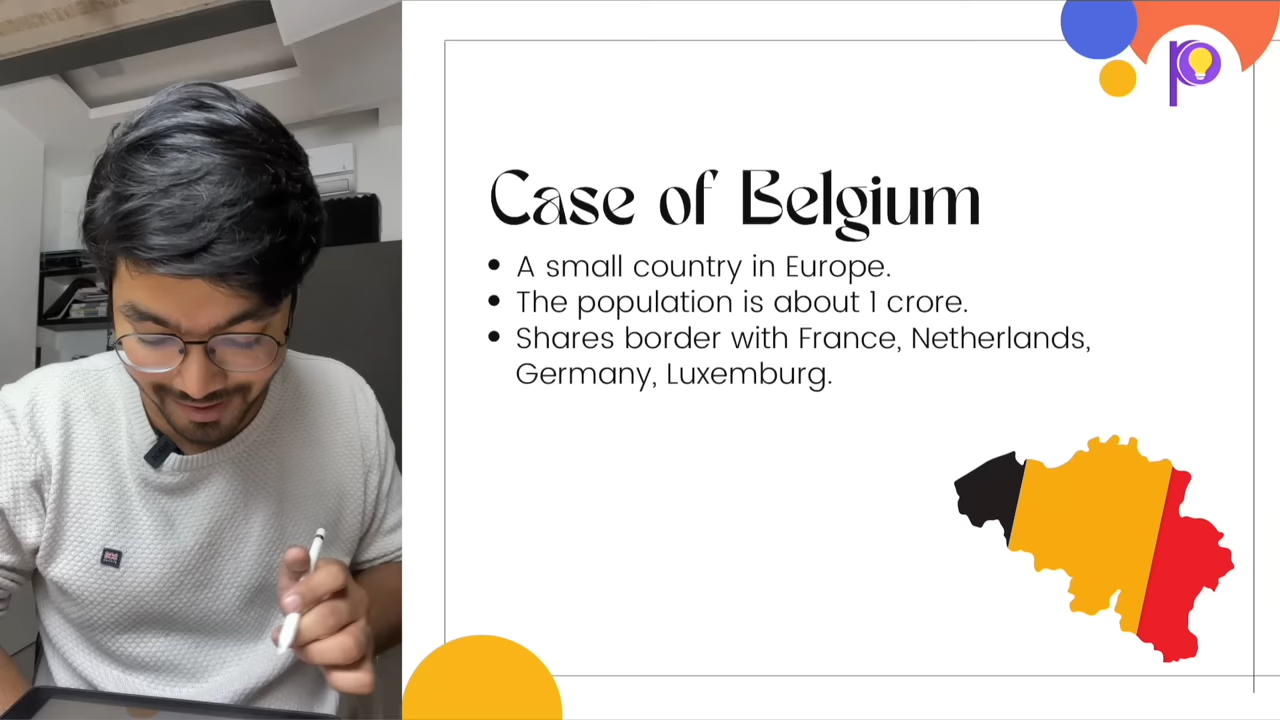 Case of Belgium
• A small country in Europe.
• The population is about 1 crore.
• Shares border with France, Netherlands,
Germany, Luxemburg.